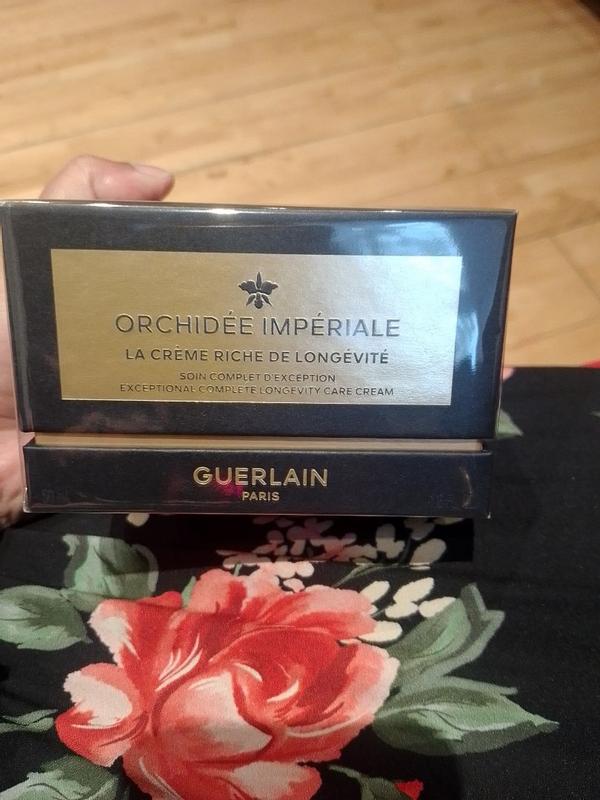 ORCHIDÉE IMPÉRIALE
LA CRÈME RICHE DE LONGÉVITÉ
SOIN COMPLET D'EXCEPTION
EXCEPTIONAL COMPLETE LONGEVITY CARE CREAM
GUERLAIN
PARIS